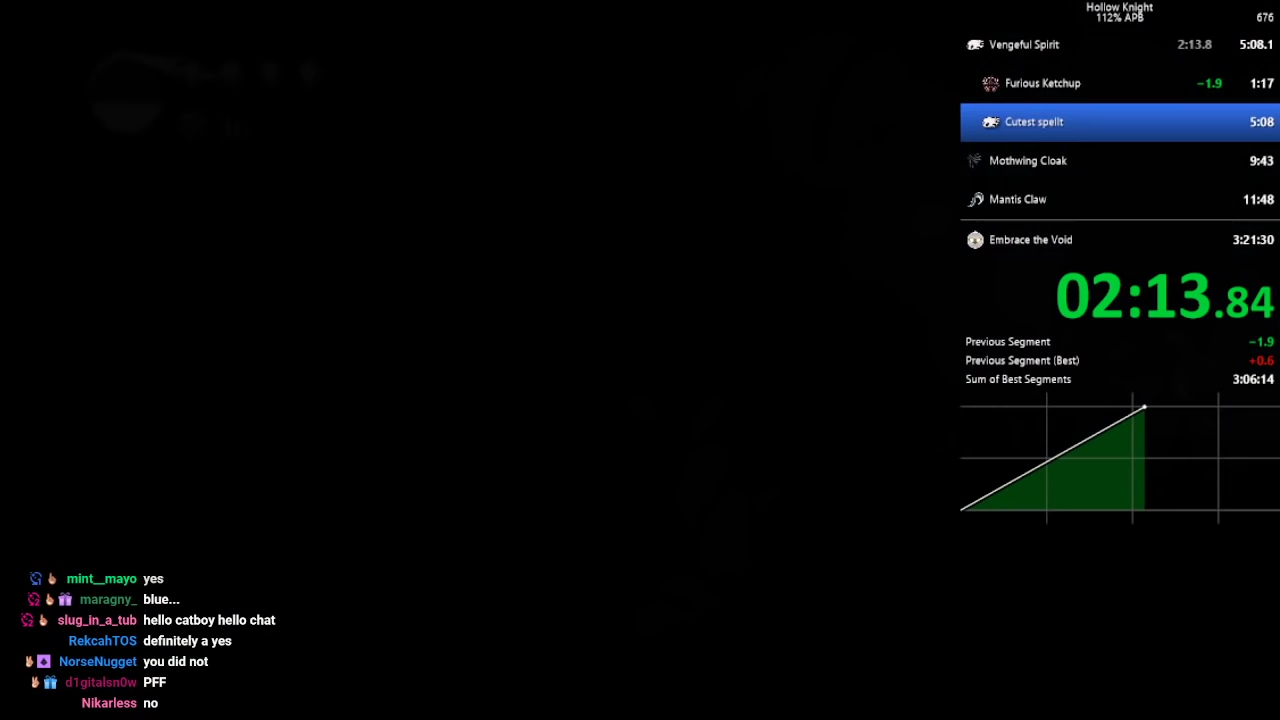 Hollow Knight
112% APB
676
Vengeful Spirit 2:13.8 5:08.1
Furious Ketchup −1.9 1:17
Cutest spellt 5:08
Mothwing Cloak 9:43
Mantis Claw 11:48
Embrace the Void 3:21:30
02:13.84
Previous Segment −1.9
Previous Segment (Best) +0.6
Sum of Best Segments 3:06:14
mint__mayo yes
maragny_ blue...
slug_in_a_tub hello catboy hello chat
RekcahTOS definitely a yes
NorseNugget you did not
d1gitalsn0w PFF
Nikarless no